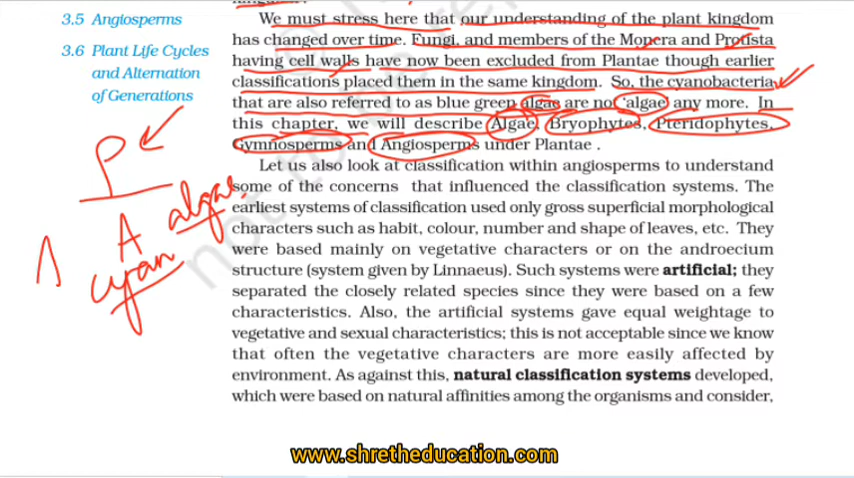 3.5 Angiosperms
3.6 Plant Life Cycles
and Alternation
of Generations
We must stress here that our understanding of the plant kingdom
has changed over time. Fungi, and members of the Monera and Protista
having cell walls have now been excluded from Plantae though earlier
classifications placed them in the same kingdom. So, the cyanobacteria
that are also referred to as blue green algae are no ‘algae’ any more. In
this chapter, we will describe Algae, Bryophytes, Pteridophytes,
Gymnosperms and Angiosperms under Plantae .
Let us also look at classification within angiosperms to understand
some of the concerns that influenced the classification systems. The
earliest systems of classification used only gross superficial morphological
characters such as habit, colour, number and shape of leaves, etc. They
were based mainly on vegetative characters or on the androecium
structure (system given by Linnaeus). Such systems were artificial; they
separated the closely related species since they were based on a few
characteristics. Also, the artificial systems gave equal weightage to
vegetative and sexual characteristics; this is not acceptable since we know
that often the vegetative characters are more easily affected by
environment. As against this, natural classification systems developed,
which were based on natural affinities among the organisms and consider,
P
A algae
cyan
www.shretheducation.com